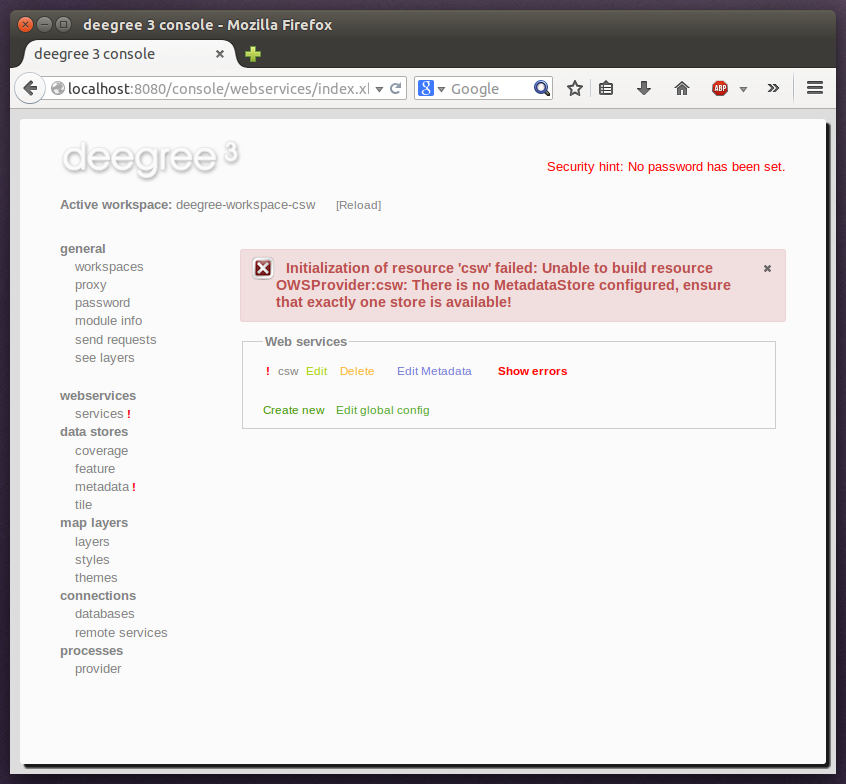 deegree 3 console - Mozilla Firefox
deegree 3 console
localhost:8080/console/webservices/index.xl
8 Google
ABP
deegree 3
Security hint: No password has been set.
Active workspace: deegree-workspace-csw [Reload]
general
workspaces
proxy
password
module info
send requests
see layers
webservices
services !
data stores
coverage
feature
metadata !
tile
map layers
layers
styles
themes
connections
databases
remote services
processes
provider
Initialization of resource 'csw' failed: Unable to build resource
OWSProvider:csw: There is no MetadataStore configured, ensure
that exactly one store is available!
Web services
! csw Edit Delete Edit Metadata Show errors
Create new Edit global config